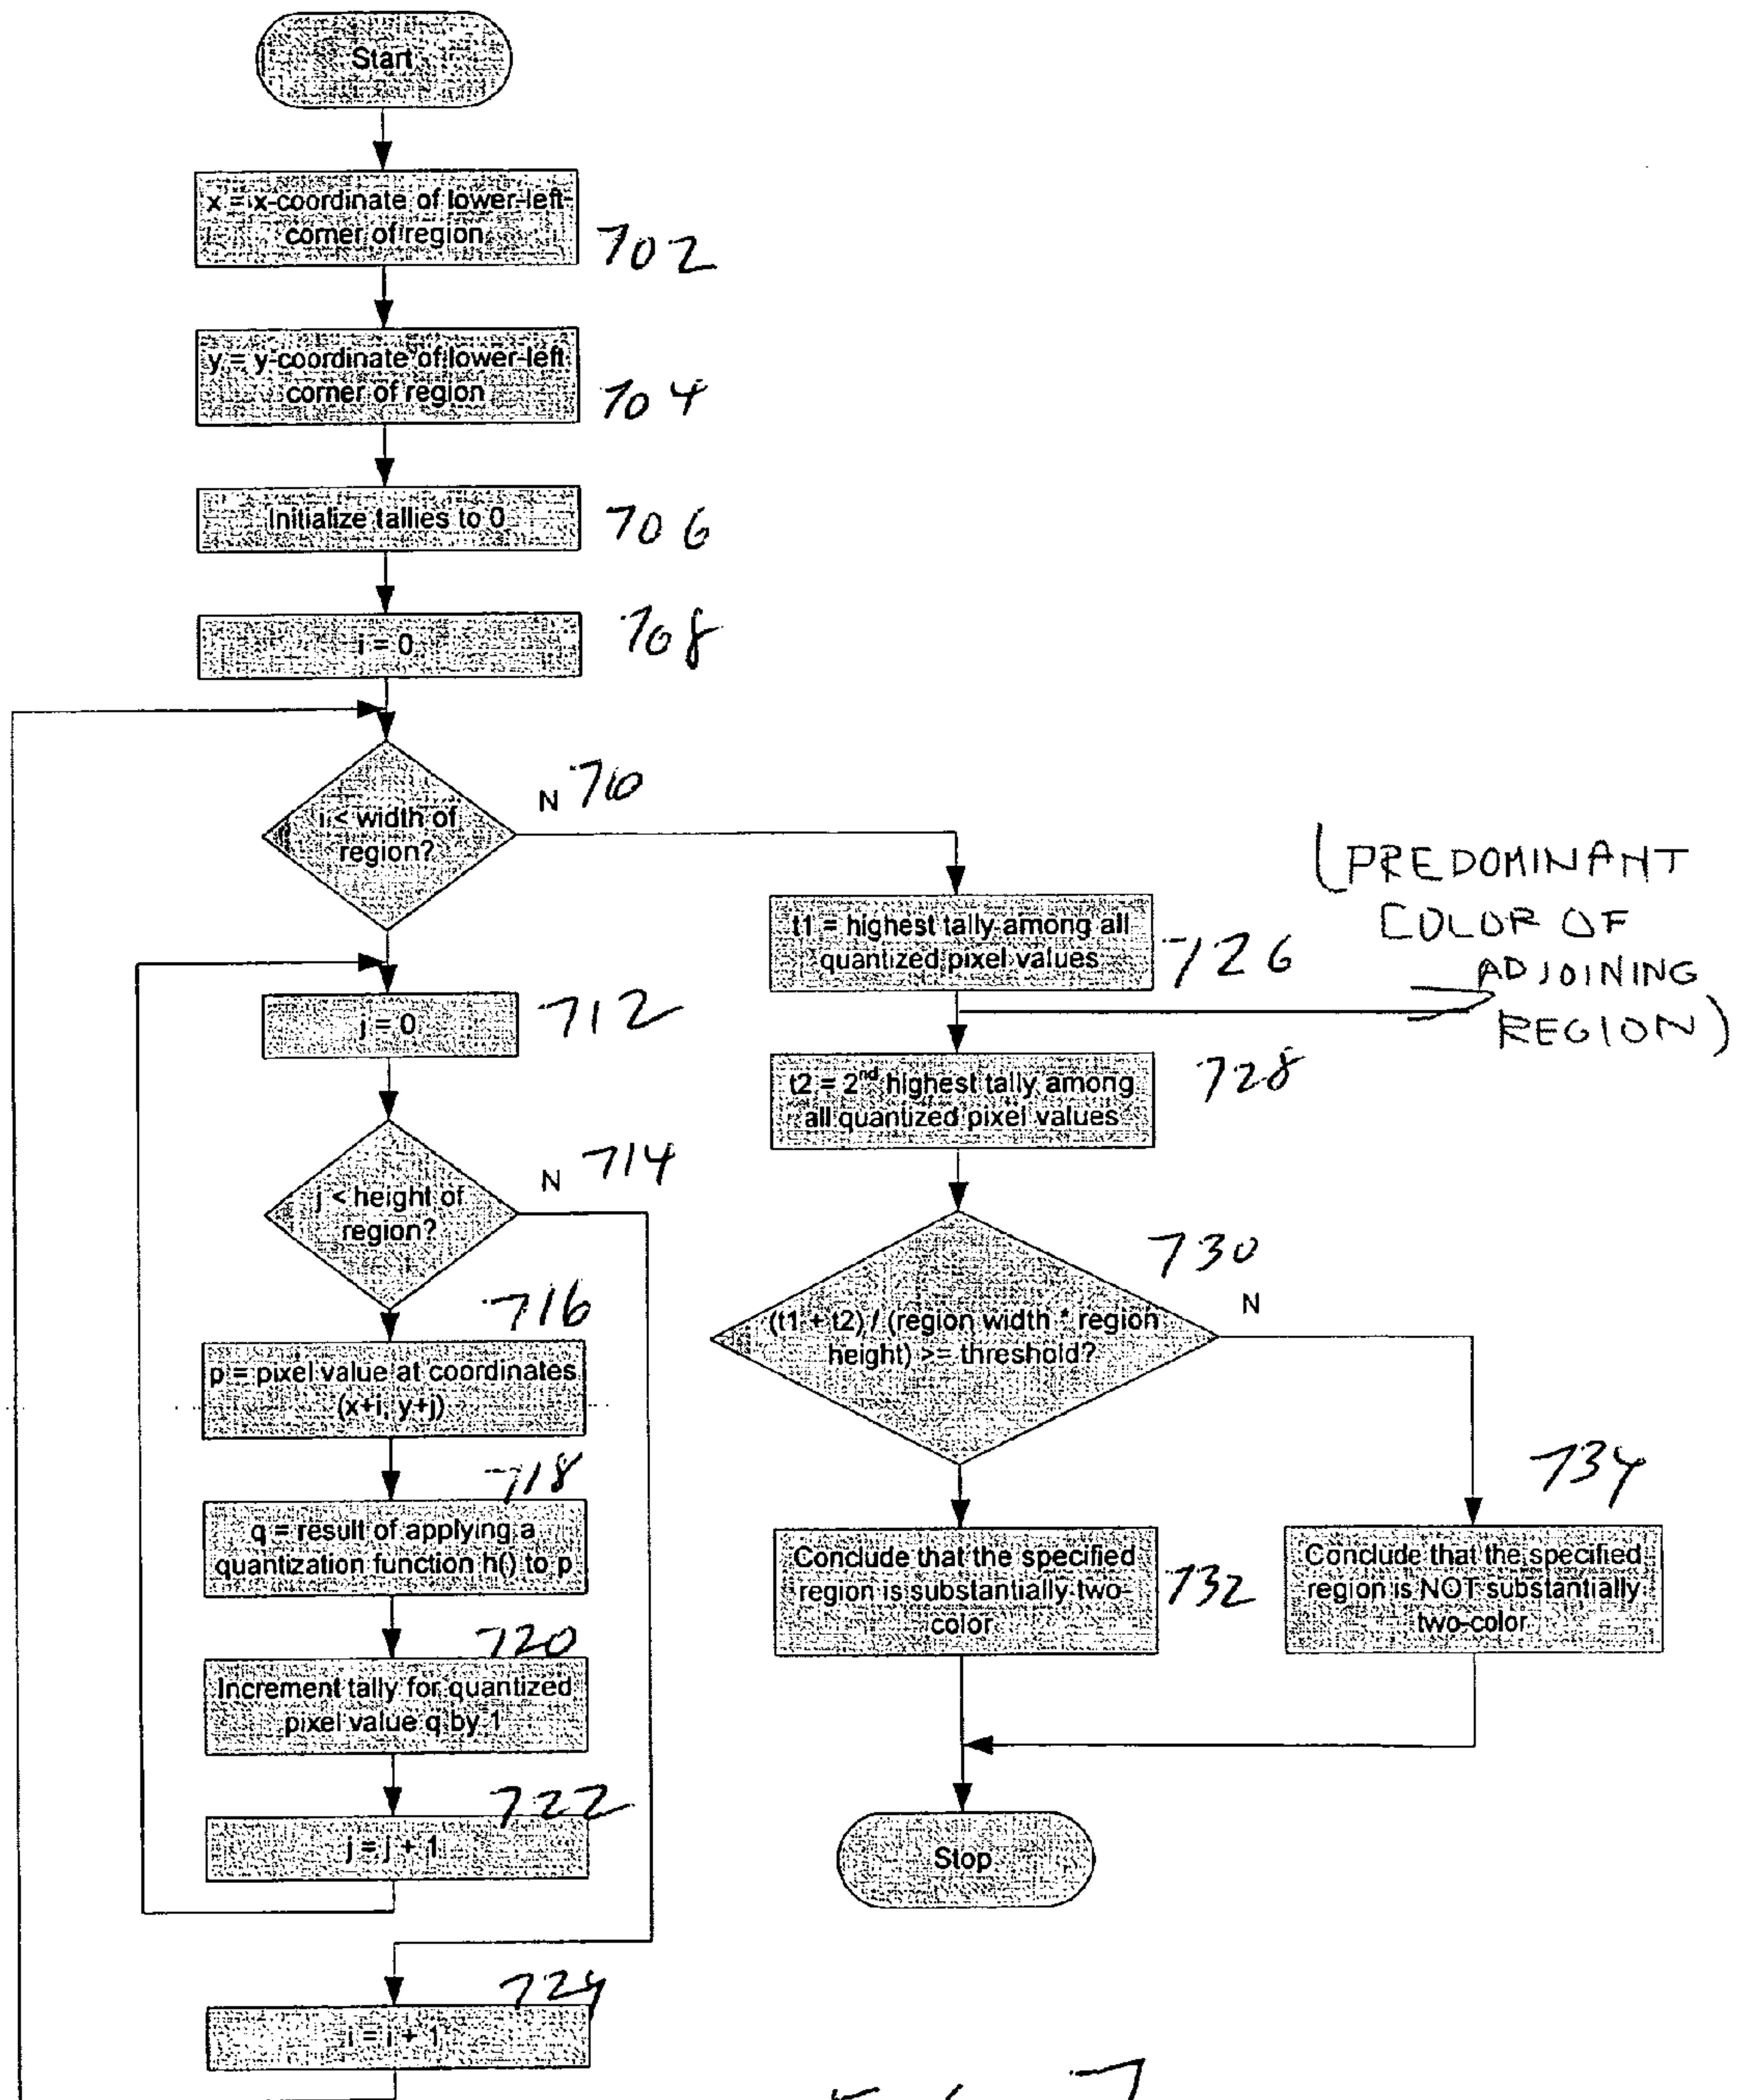 Start
x = x-coordinate of lower-left-
corner of region
702
y = y-coordinate of lower-left
corner of region
704
Initialize tallies to 0
706
i = 0
708
i < width of
region?
N
710
j = 0
712
j < height of
region?
N
714
716
p = pixel value at coordinates
(x+i, y+j)
718
q = result of applying a
quantization function h() to p
720
Increment tally for quantized
pixel value q by 1
722
j = j + 1
724
i = i + 1
t1 = highest tally among all
quantized pixel values
726
(PREDOMINANT
COLOR OF
ADJOINING
REGION)
t2 = 2nd highest tally among
all quantized pixel values
728
(t1 + t2) / (region width * region
height) >= threshold?
730
N
Conclude that the specified
region is substantially two-
color
732
Conclude that the specified
region is NOT substantially
two-color
734
Stop
7